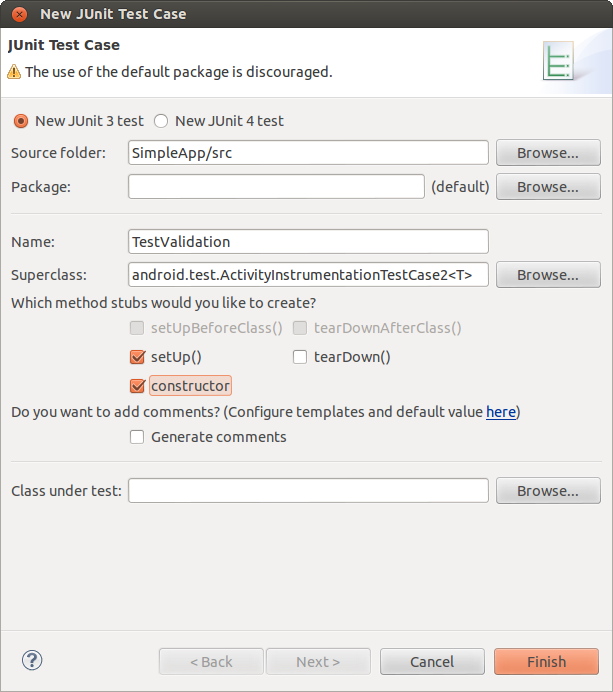 New JUnit Test Case
JUnit Test Case
The use of the default package is discouraged.
New JUnit 3 test New JUnit 4 test
Source folder: SimpleApp/src Browse...
Package: (default) Browse...
Name: TestValidation
Superclass: android.test.ActivityInstrumentationTestCase2<T> Browse...
Which method stubs would you like to create?
setUpBeforeClass() tearDownAfterClass()
setUp() tearDown()
constructor
Do you want to add comments? (Configure templates and default value here)
Generate comments
Class under test: Browse...
? < Back Next > Cancel Finish